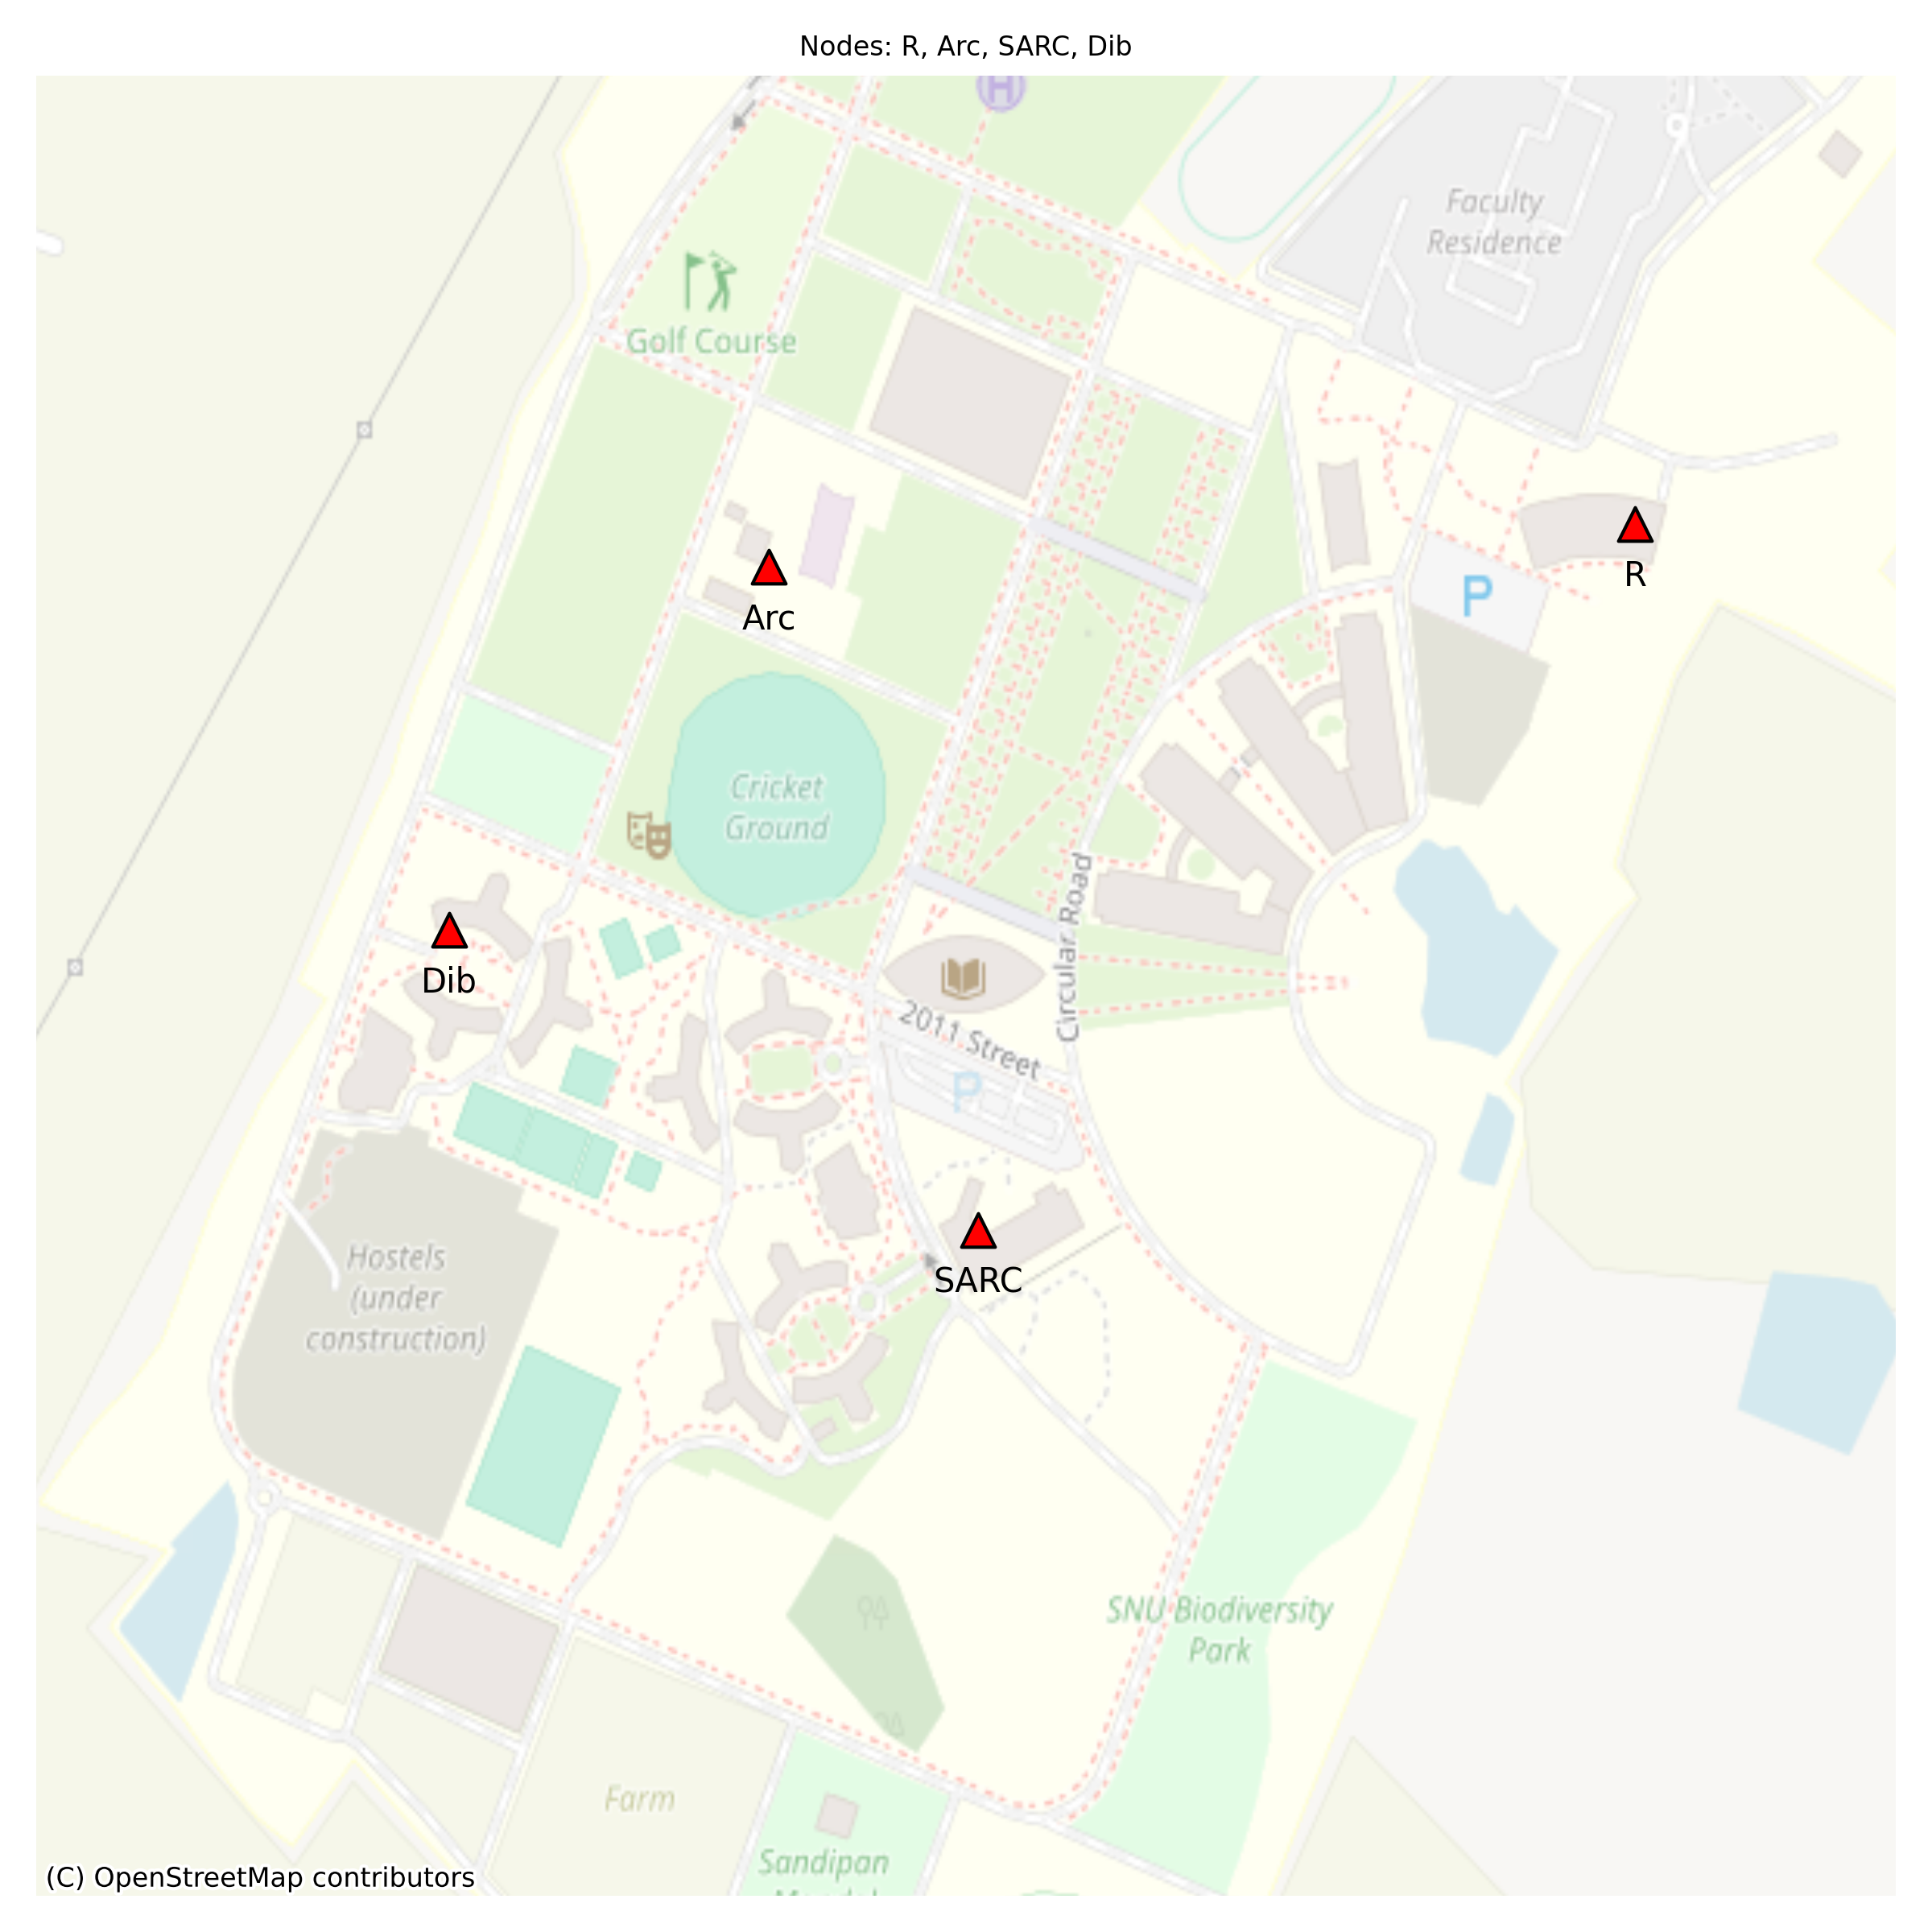 Nodes: R, Arc, SARC, Dib
H
Faculty
Residence
Golf Course
R
P
Arc
Cricket
Ground
Circular Road
Dib
2011 Street
P
SARC
Hostels
(under
construction)
SNU Biodiversity
Park
Farm
Sandipan
(C) OpenStreetMap contributors